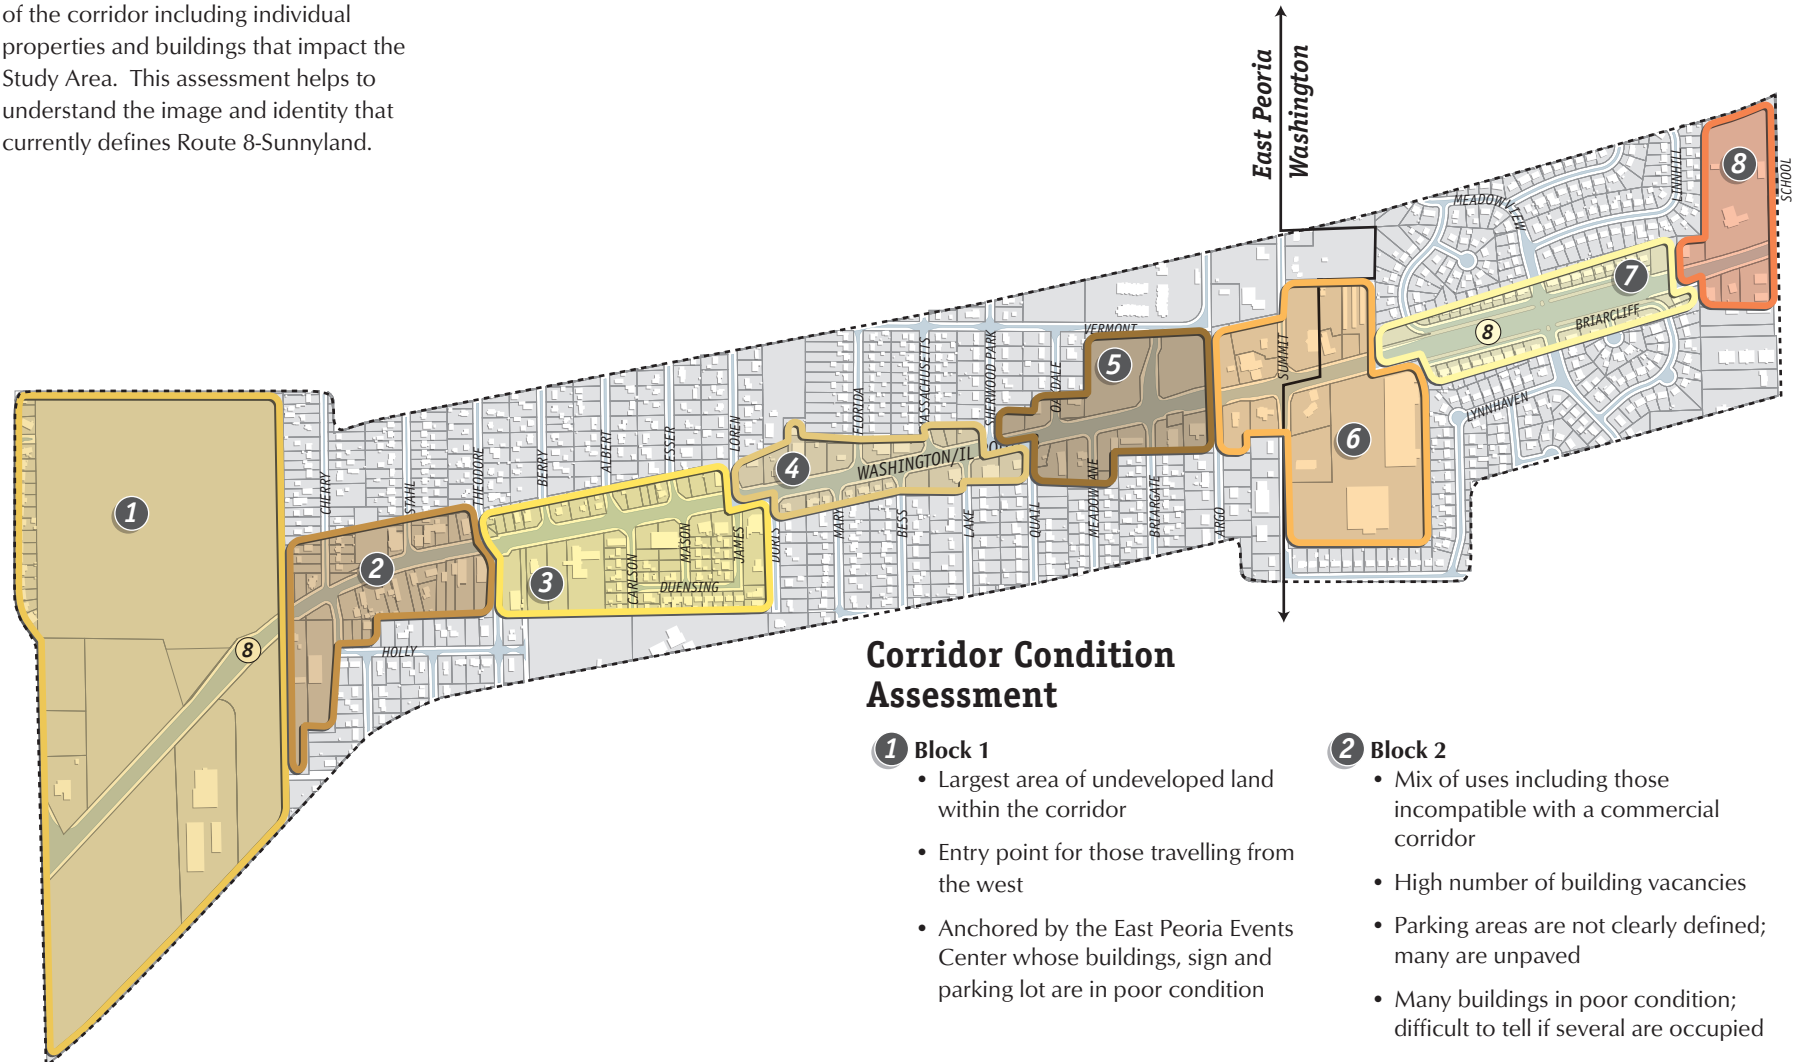 of the corridor including individual
properties and buildings that impact the
Study Area. This assessment helps to
understand the image and identity that
currently defines Route 8-Sunnyland.
East Peoria
Washington
SCHOOL
LINNHILL
MEADOWVIEW
8
7
8
BRIARCLIFF
LYNNHAVEN
SUMMIT
6
VERMONT
5
SHERWOOD PARK
MASSACHUSETTS
FLORIDA
LOREN
4
WASHINGTON/IL
ESSER
ALBERT
BERRY
THEODORE
STAHL
CHERRY
1
2
3
CARLSON
MASON
JAMES
DORIS
DUENSING
MARY
BESS
LAKE
QUAIL
BRIARGATE
ARGO
HOLLY
8
Corridor Condition
Assessment
1 Block 1
• Largest area of undeveloped land
within the corridor
• Entry point for those travelling from
the west
• Anchored by the East Peoria Events
Center whose buildings, sign and
parking lot are in poor condition
2 Block 2
• Mix of uses including those
incompatible with a commercial
corridor
• High number of building vacancies
• Parking areas are not clearly defined;
many are unpaved
• Many buildings in poor condition;
difficult to tell if several are occupied